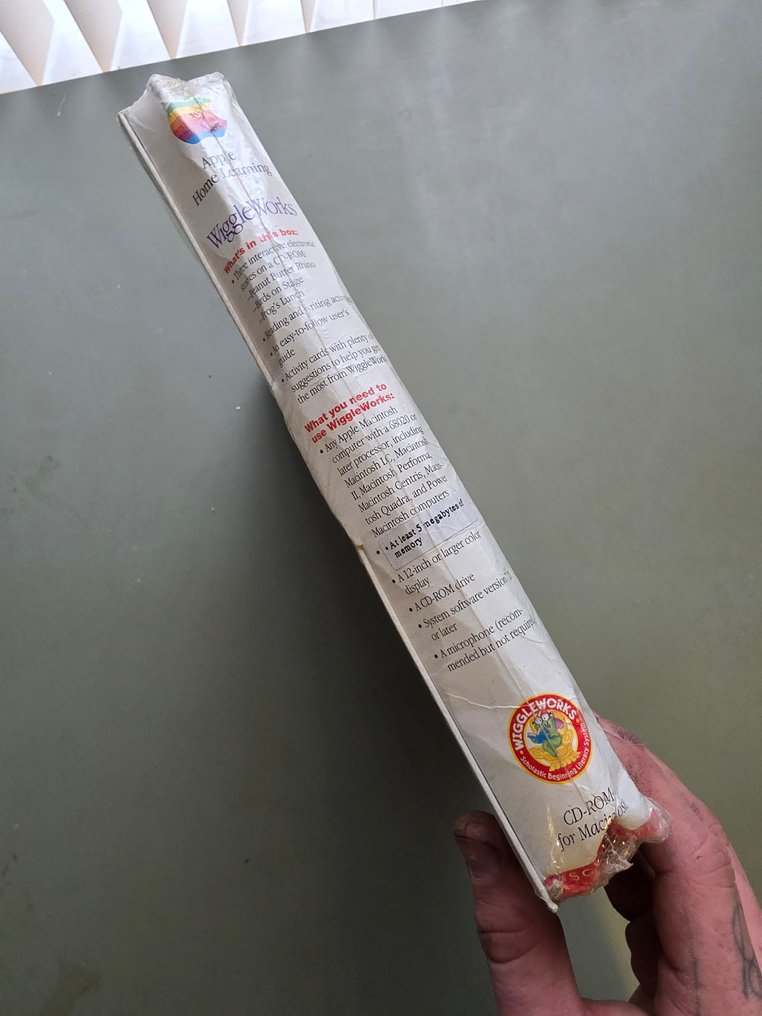 Apple
Home Learning
WiggleWorks
What's in this box:
• Three interactive electronic
stories on a CD-ROM:
–Peanut Butter Rhino
–Birds on Stage
–Frog's Lunch
• Reading and writing
• An easy-to-follow user's
guide
• Activity cards with plenty of
suggestions to help you get
the most from WiggleWorks
What you need to
use WiggleWorks:
• Any Apple Macintosh
computer with a 68020 or
later processor, including
Macintosh LC, Macintosh
II, Macintosh Performa,
Macintosh Centris, Macin-
tosh Quadra, and Power
Macintosh computers
• • At least 5 megabytes of
memory
• A 12-inch or larger color
display
• A CD-ROM drive
• System software version
or later
• A microphone (recom-
mended but not required)
WIGGLEWORKS
Scholastic Beginning Literacy System
CD-ROM
for Macintosh